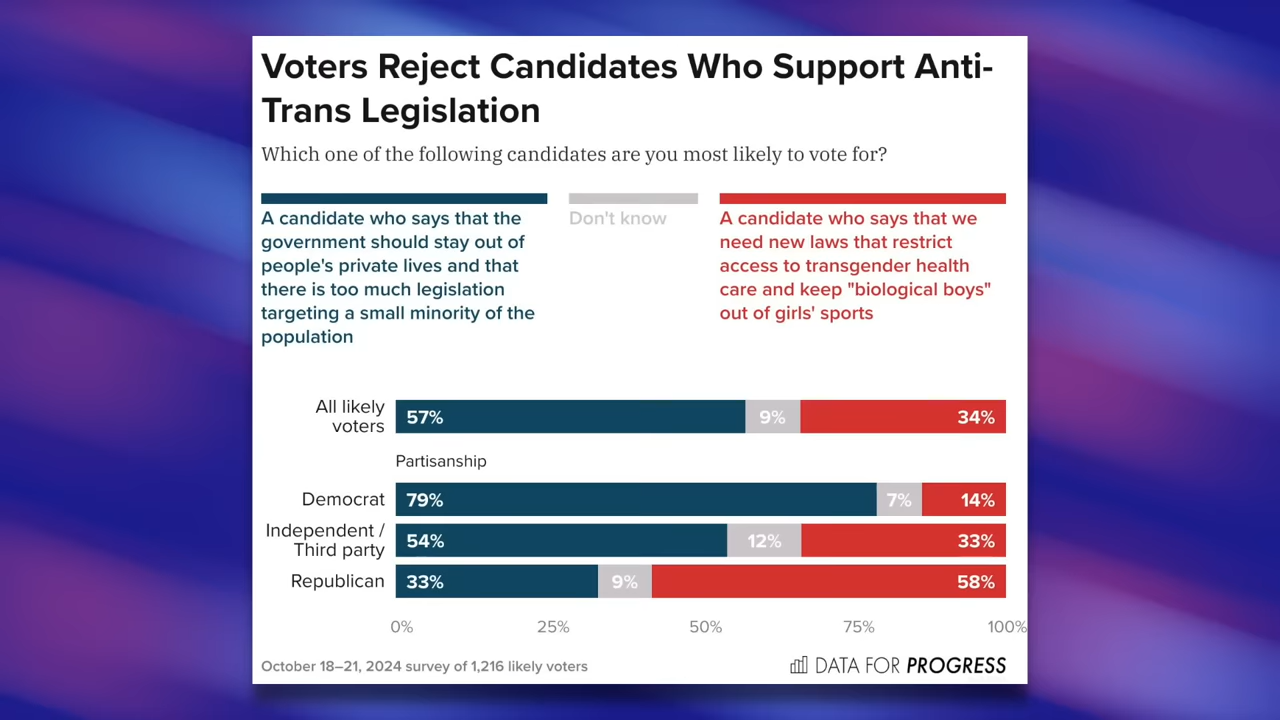 Voters Reject Candidates Who Support Anti-
Trans Legislation
Which one of the following candidates are you most likely to vote for?
A candidate who says that the
government should stay out of
people's private lives and that
there is too much legislation
targeting a small minority of the
population
Don't know
A candidate who says that we
need new laws that restrict
access to transgender health
care and keep "biological boys"
out of girls' sports
All likely
voters
57% 9% 34%
Partisanship
Democrat 79% 7% 14%
Independent /
Third party
54% 12% 33%
Republican 33% 9% 58%
0% 25% 50% 75% 100%
October 18–21, 2024 survey of 1,216 likely voters
DATA FOR PROGRESS